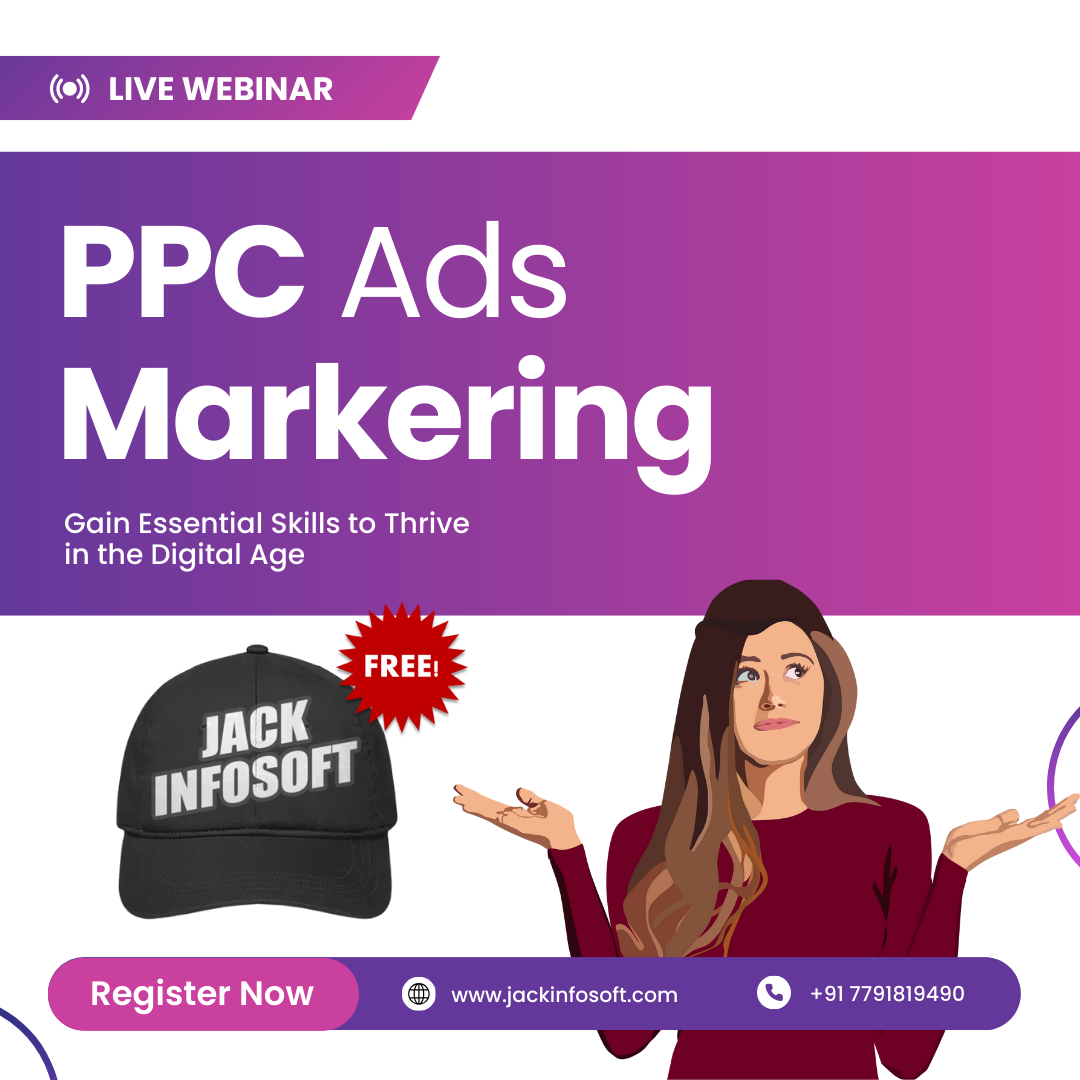 LIVE WEBINAR
PPC Ads
Markering
Gain Essential Skills to Thrive
in the Digital Age
FREE!
JACK
INFOSOFT
Register Now
www.jackinfosoft.com
+91 7791819490